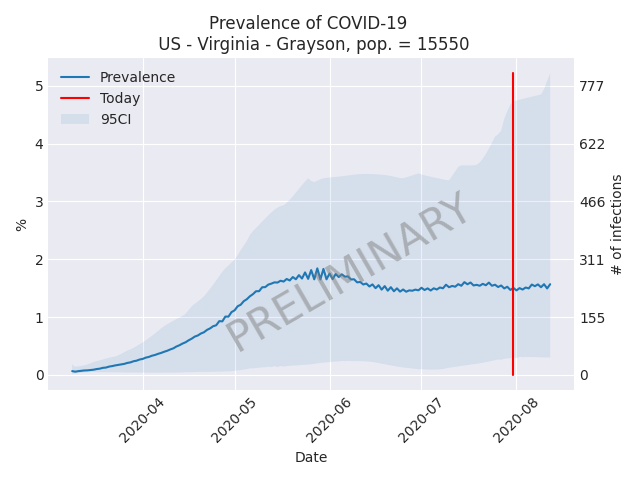 Prevalence of COVID-19
US - Virginia - Grayson, pop. = 15550
Prevalence
Today
95CI
5
4
3
2
1
0
%
777
622
466
311
155
0
# of infections
PRELIMINARY
2020-04
2020-05
2020-06
2020-07
2020-08
Date